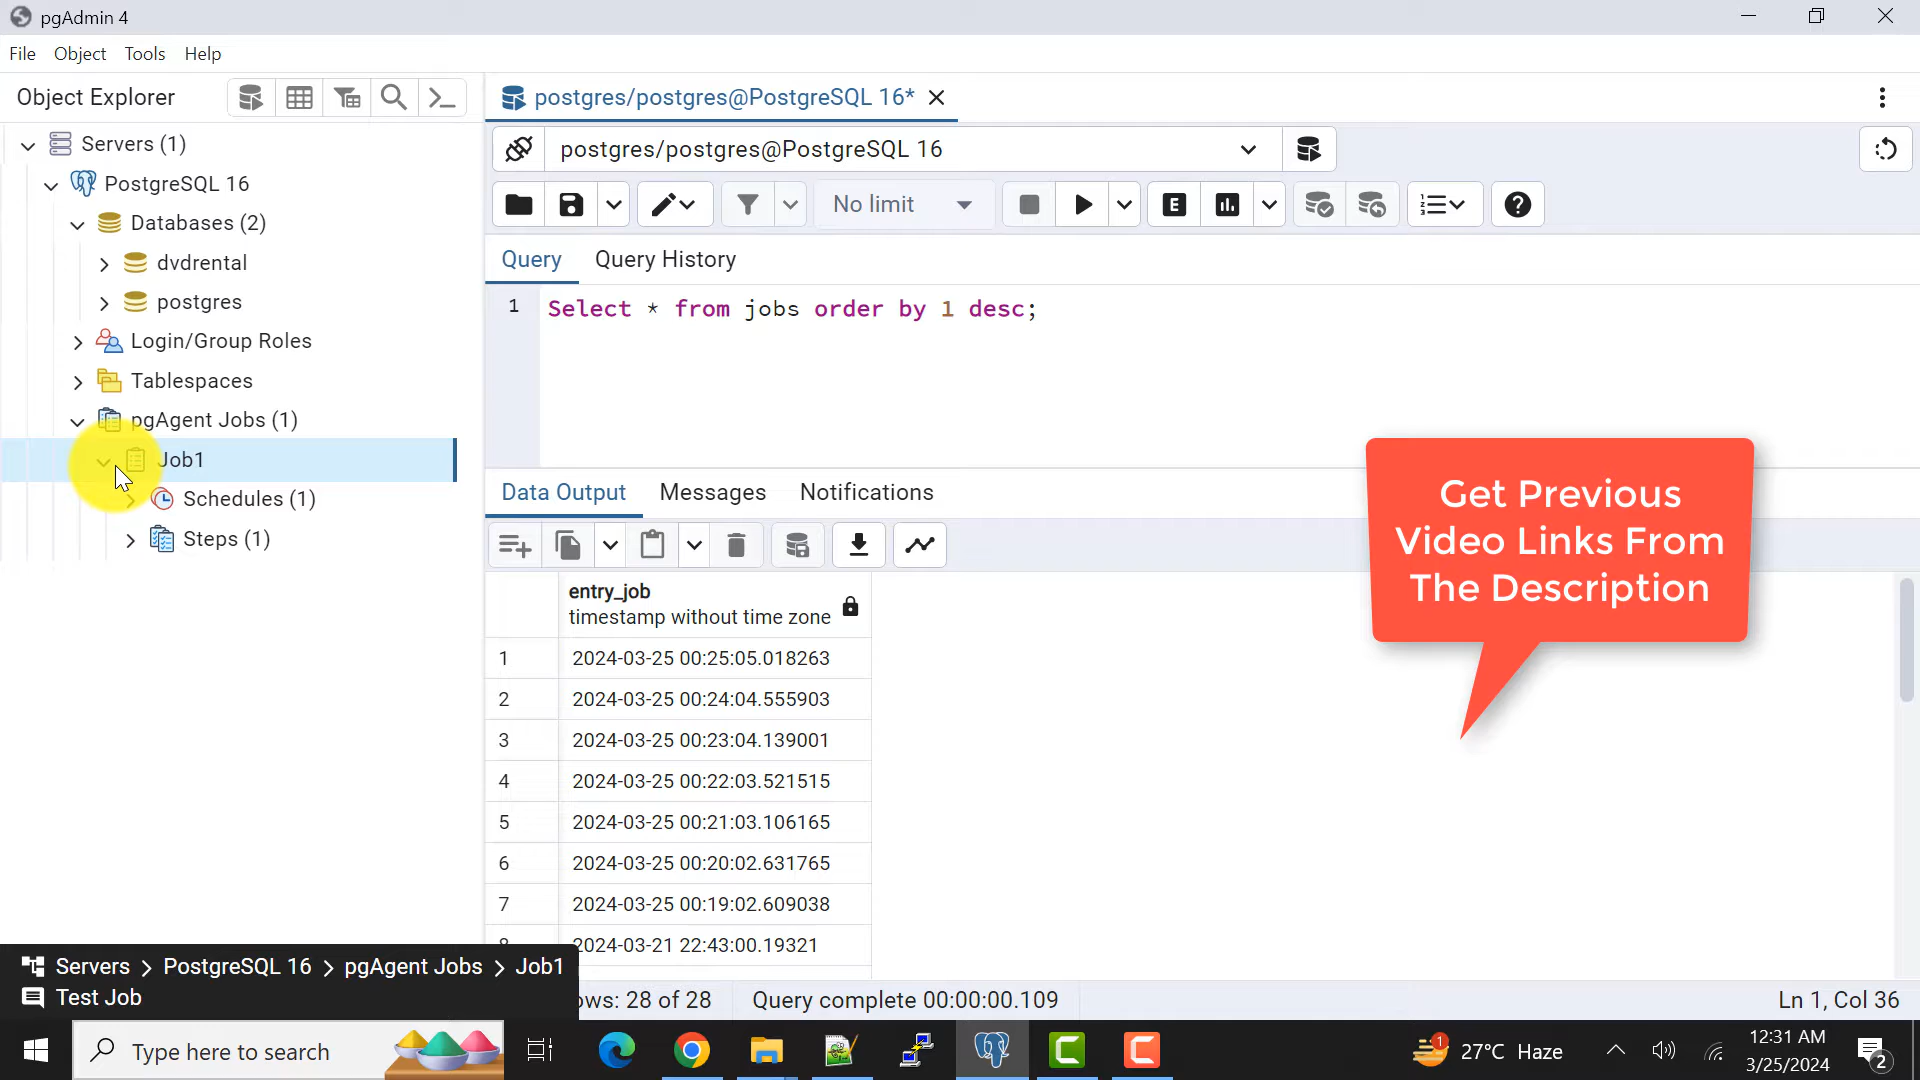 pgAdmin 4
File Object Tools Help
Object Explorer
Servers (1)
PostgreSQL 16
Databases (2)
dvdrental
postgres
Login/Group Roles
Tablespaces
pgAgent Jobs (1)
Job1
Schedules (1)
Steps (1)
postgres/postgres@PostgreSQL 16*
postgres/postgres@PostgreSQL 16
No limit
E
Query Query History
1 Select * from jobs order by 1 desc;
Data Output Messages Notifications
entry_job
timestamp without time zone
1 2024-03-25 00:25:05.018263
2 2024-03-25 00:24:04.555903
3 2024-03-25 00:23:04.139001
4 2024-03-25 00:22:03.521515
5 2024-03-25 00:21:03.106165
6 2024-03-25 00:20:02.631765
7 2024-03-25 00:19:02.609038
8 2024-03-21 22:43:00.19321
Get Previous
Video Links From
The Description
Servers > PostgreSQL 16 > pgAgent Jobs > Job1
Test Job
ows: 28 of 28 Query complete 00:00:00.109 Ln 1, Col 36
Type here to search
1
27°C Haze
12:31 AM
3/25/2024
2